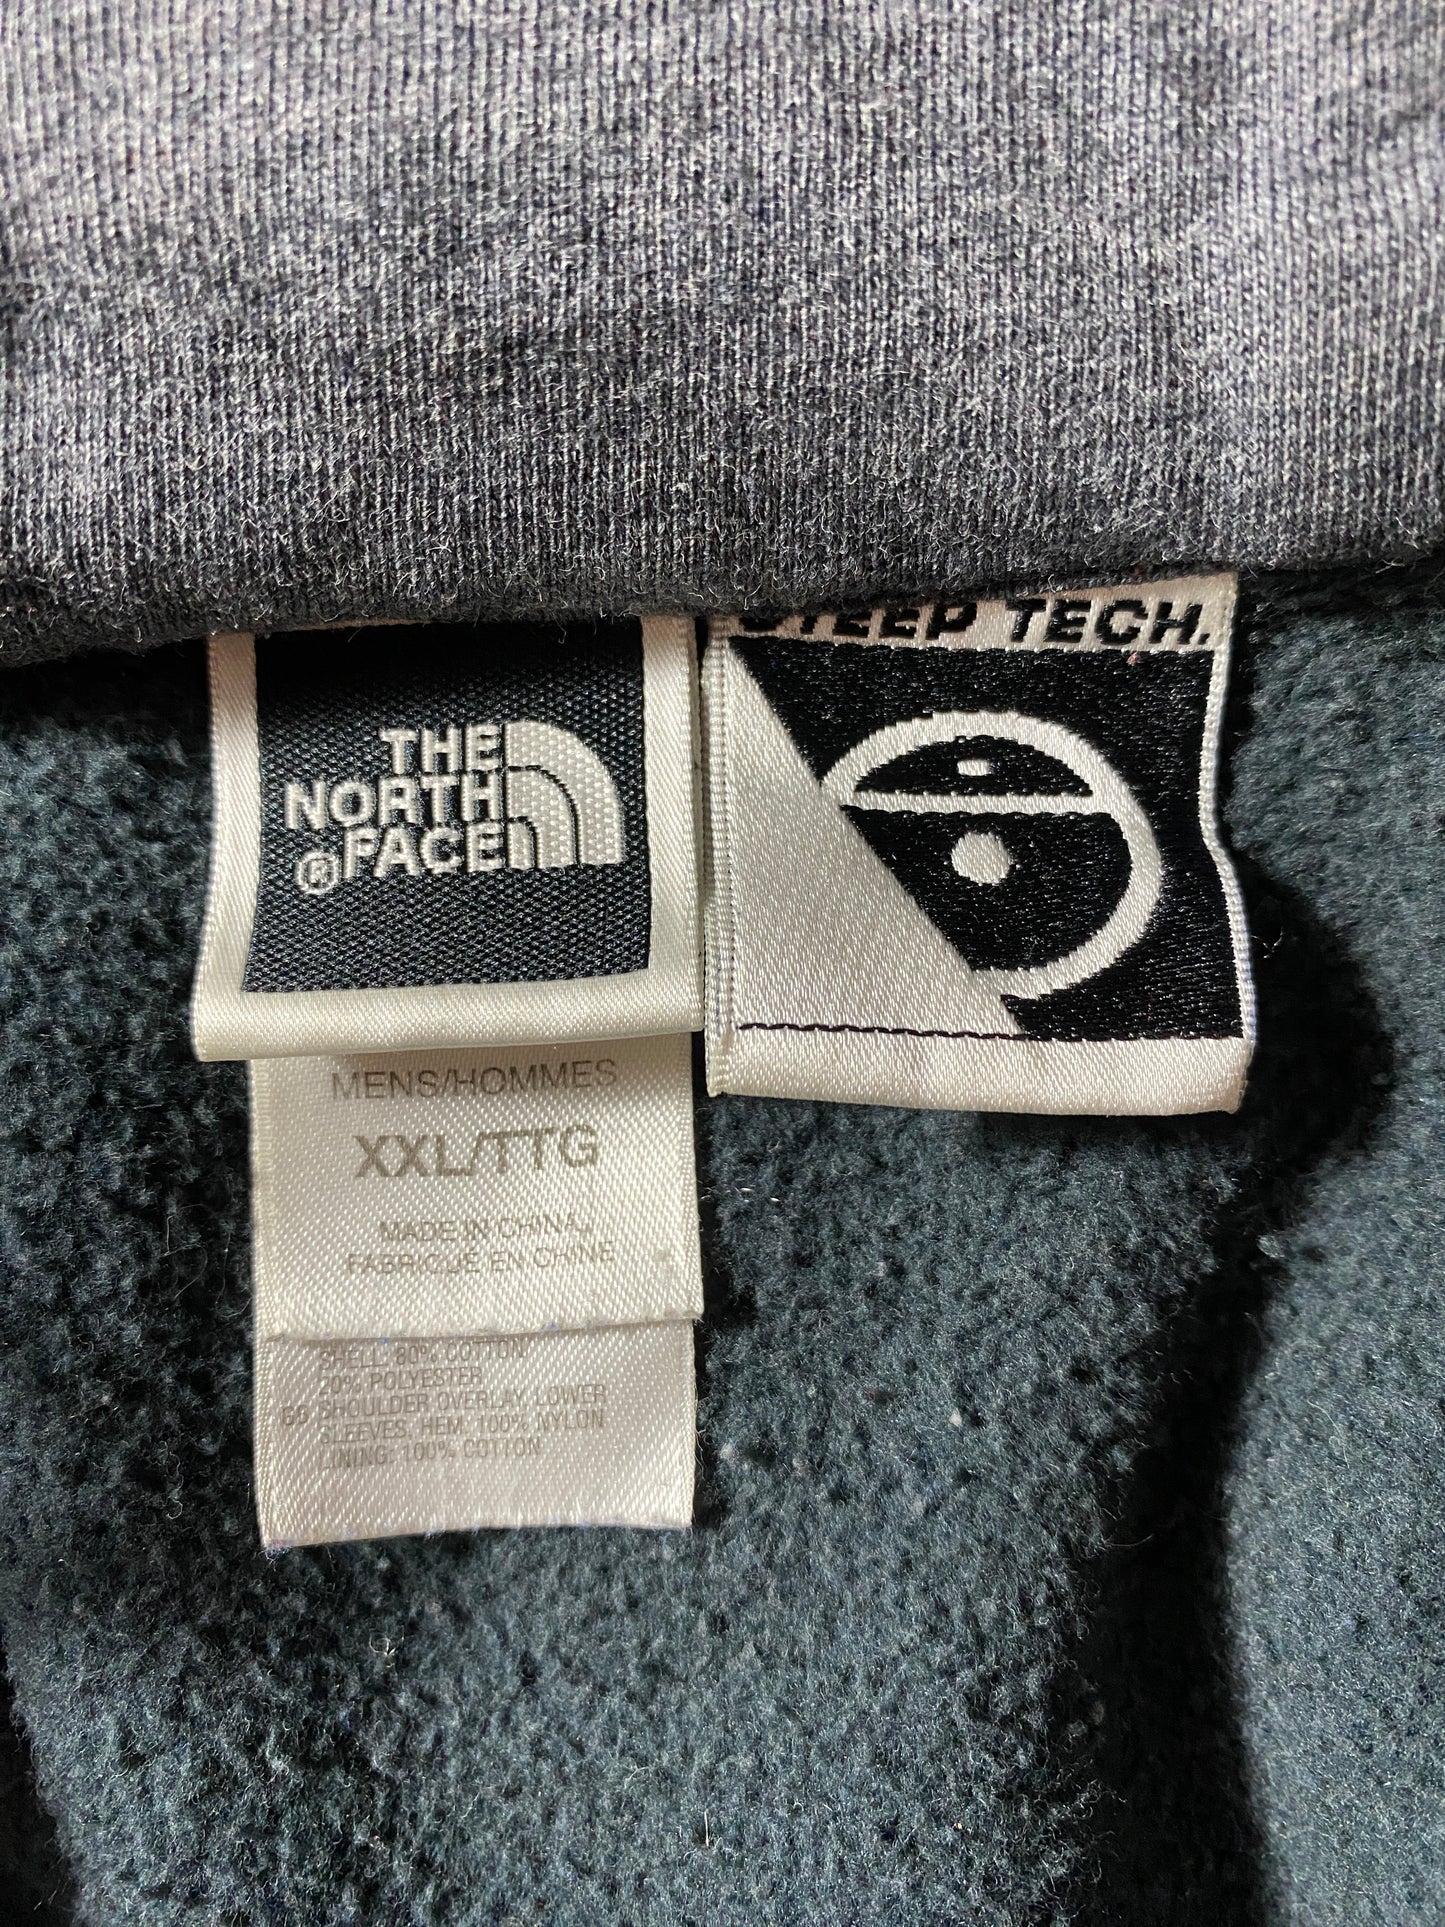 THE
NORTH
FACE
®
STEEP TECH.
MENS/HOMMES
XXL/TTG
MADE IN CHINA
FABRIQUE EN CHINE
SHELL: 80% COTTON
20% POLYESTER
SHOULDER OVERLAY, LOWER
SLEEVES, HEM: 100% NYLON
LINING: 100% COTTON